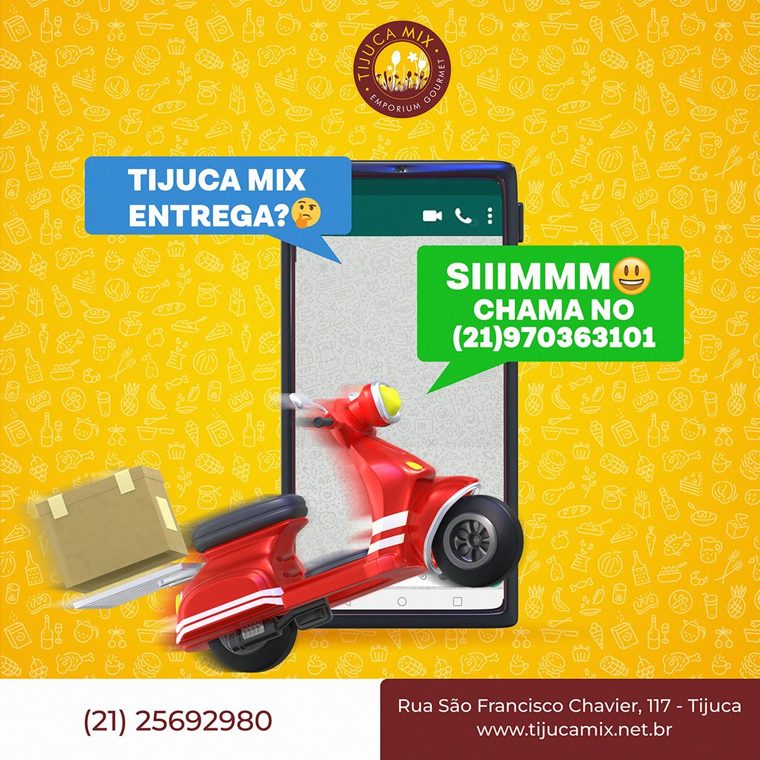 • TIJUCA MIX •
EMPORIUM GOURMET
TIJUCA MIX
ENTREGA?🤔
SIIIMMM😃
CHAMA NO
(21)970363101
(21) 25692980
Rua São Francisco Chavier, 117 - Tijuca
www.tijucamix.net.br